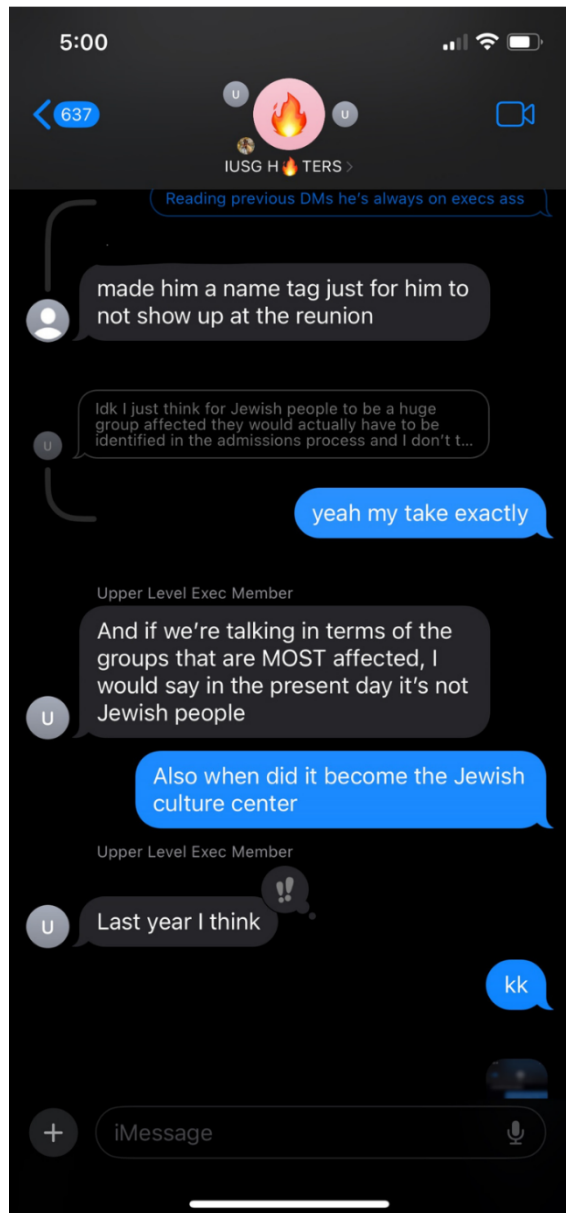 5:00
637
U
U
IUSG H🔥TERS >
Reading previous DMs he's always on execs ass
made him a name tag just for him to
not show up at the reunion
Idk I just think for Jewish people to be a huge
group affected they would actually have to be
identified in the admissions process and I don't t...
U
yeah my take exactly
Upper Level Exec Member
And if we're talking in terms of the
groups that are MOST affected, I
would say in the present day it's not
Jewish people
U
Also when did it become the Jewish
culture center
Upper Level Exec Member
!!
Last year I think
U
kk
+
iMessage